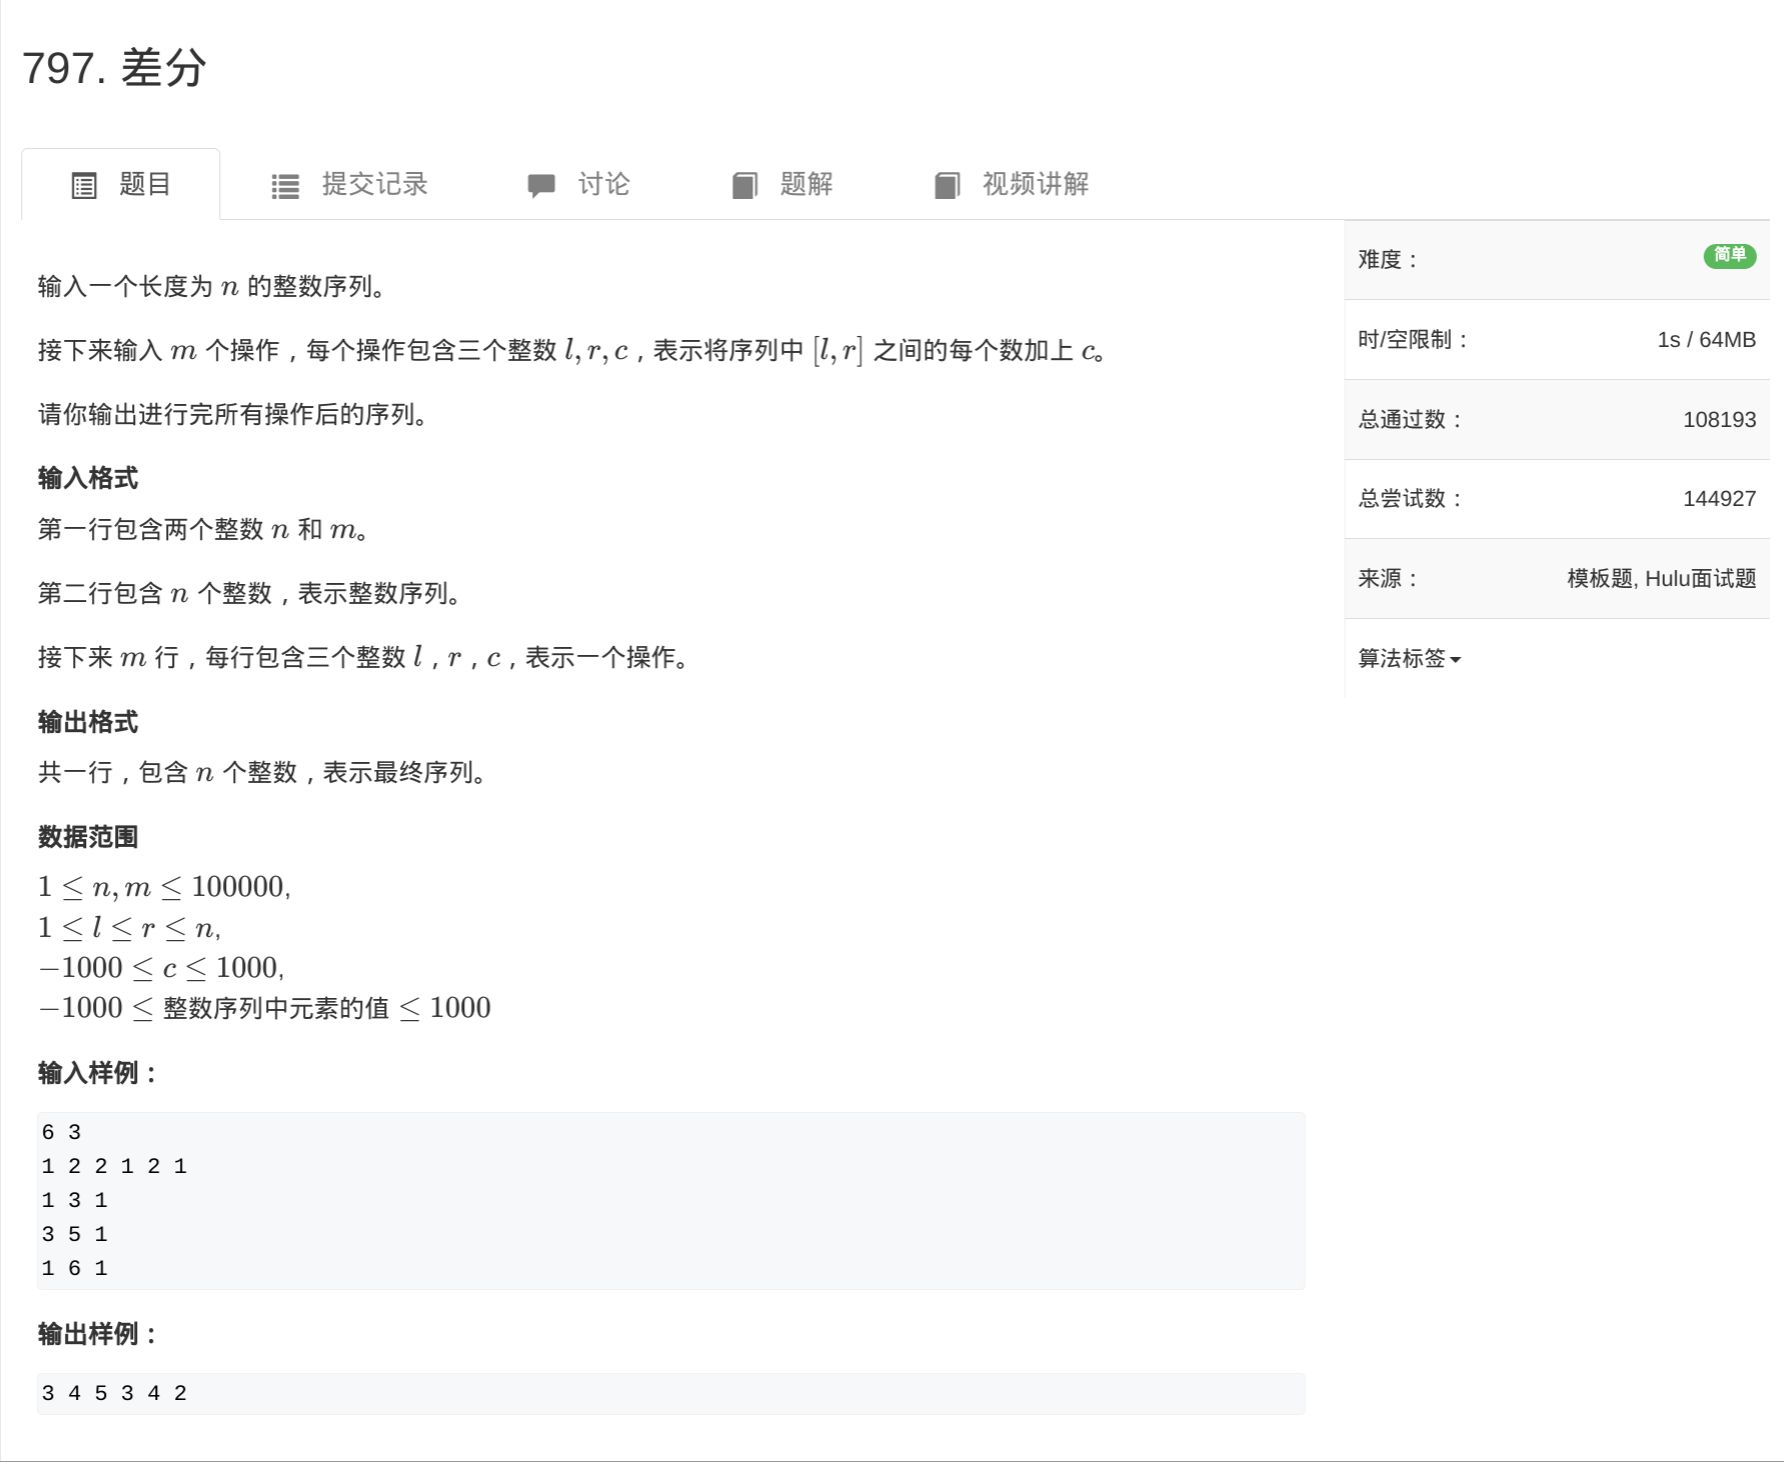 797. 差分
题目 提交记录 讨论 题解 视频讲解
输入一个长度为 n 的整数序列。
接下来输入 m 个操作，每个操作包含三个整数 l, r, c，表示将序列中 [l, r] 之间的每个数加上 c。
请你输出进行完所有操作后的序列。
输入格式
第一行包含两个整数 n 和 m。
第二行包含 n 个整数，表示整数序列。
接下来 m 行，每行包含三个整数 l，r，c，表示一个操作。
输出格式
共一行，包含 n 个整数，表示最终序列。
数据范围
1 ≤ n, m ≤ 100000,
1 ≤ l ≤ r ≤ n,
−1000 ≤ c ≤ 1000,
−1000 ≤ 整数序列中元素的值 ≤ 1000
输入样例：
6 3
1 2 2 1 2 1
1 3 1
3 5 1
1 6 1
输出样例：
3 4 5 3 4 2
难度： 简单
时/空限制： 1s / 64MB
总通过数： 108193
总尝试数： 144927
来源： 模板题, Hulu面试题
算法标签